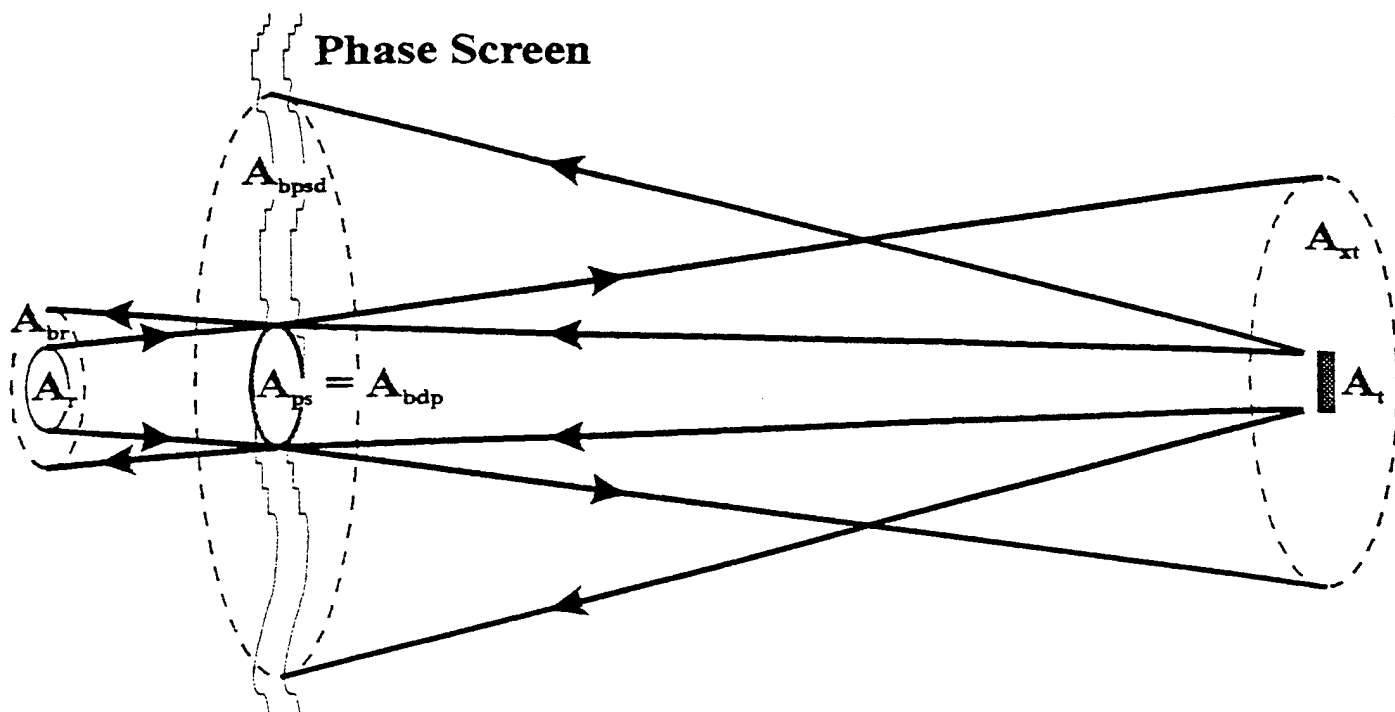 Phase Screen
A_bpsd
A_xt
A_br
A_r
A_ps = A_bdp
A_t